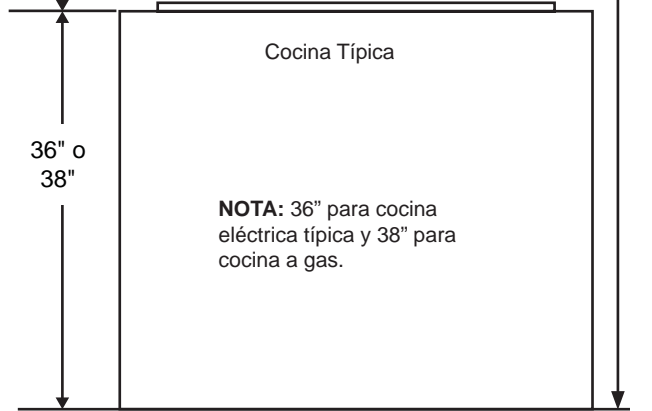 Cocina Típica
36" o
38"
NOTA: 36” para cocina
eléctrica típica y 38” para
cocina a gas.